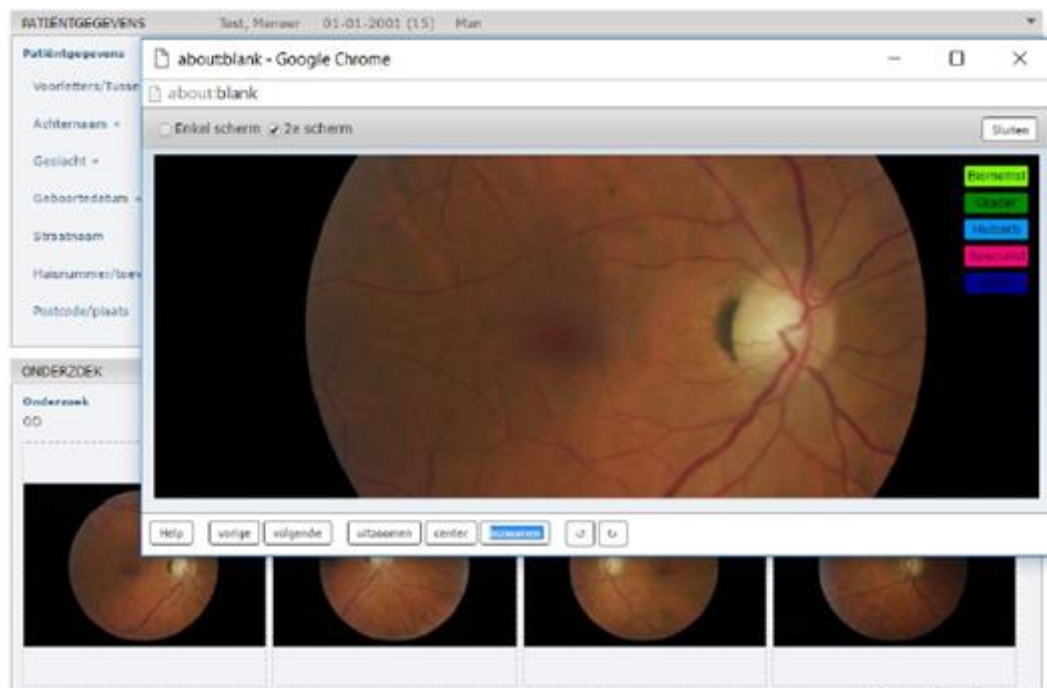 PATIËNTGEGEVENS Test, Meneer 01-01-2001 (15) Man
Patiëntgegevens
Voorletters/Tusse
Achternaam
Geslacht
Geboortedatum
Straatnaam
Huisnummer/toev
Postcode/plaats
about:blank - Google Chrome
about:blank
Enkel scherm 2e scherm Sluiten
Grader
Huisarts
Specialist
ONDERZOEK
Onderzoek
OD
Help vorige volgende uitzoomen center inzoomen